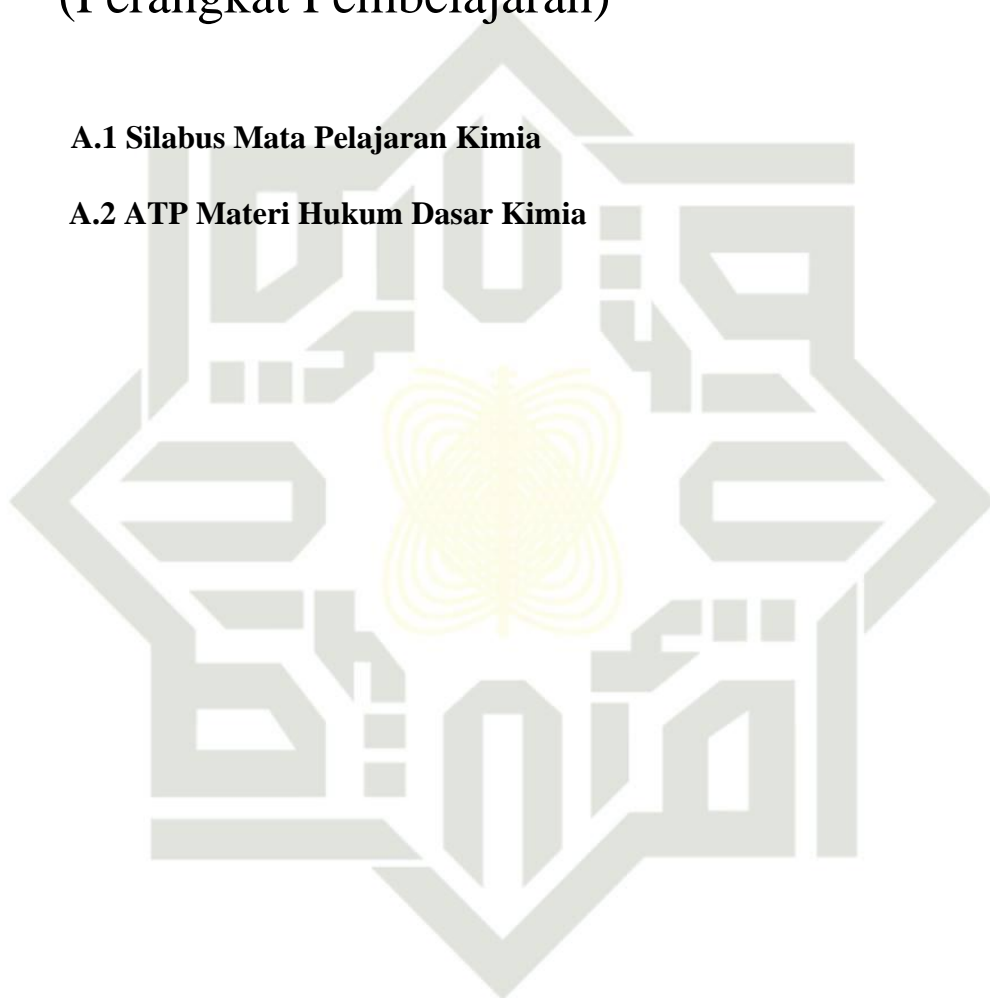 (Perangkat Pembelajaran)
A.1 Silabus Mata Pelajaran Kimia
A.2 ATP Materi Hukum Dasar Kimia